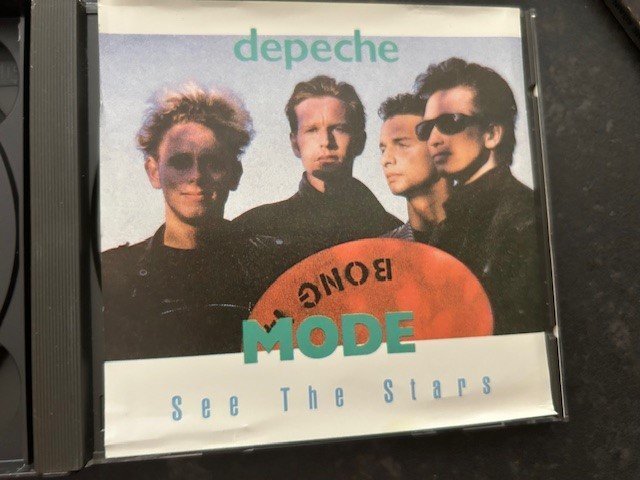 depeche
BONG
MODE
See The Stars